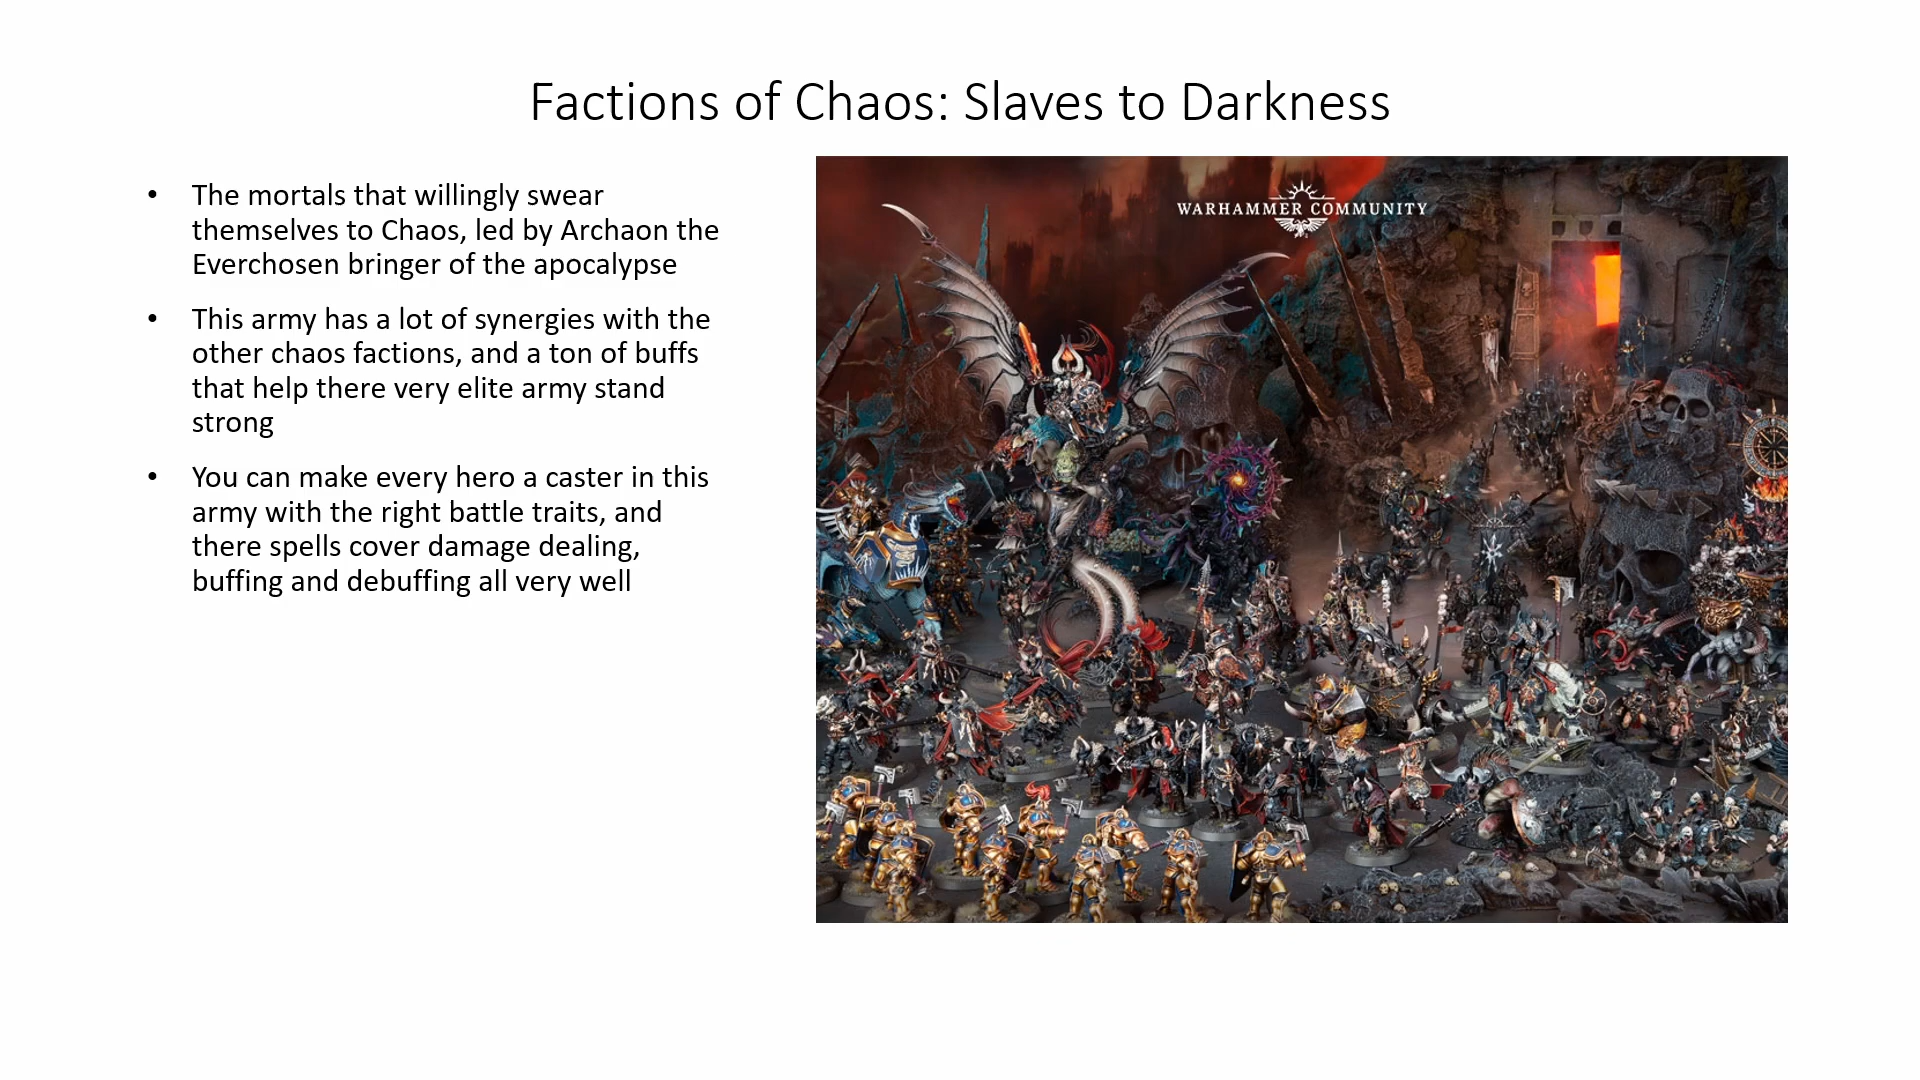 Factions of Chaos: Slaves to Darkness
• The mortals that willingly swear
themselves to Chaos, led by Archaon the
Everchosen bringer of the apocalypse
• This army has a lot of synergies with the
other chaos factions, and a ton of buffs
that help there very elite army stand
strong
• You can make every hero a caster in this
army with the right battle traits, and
there spells cover damage dealing,
buffing and debuffing all very well
WARHAMMER COMMUNITY